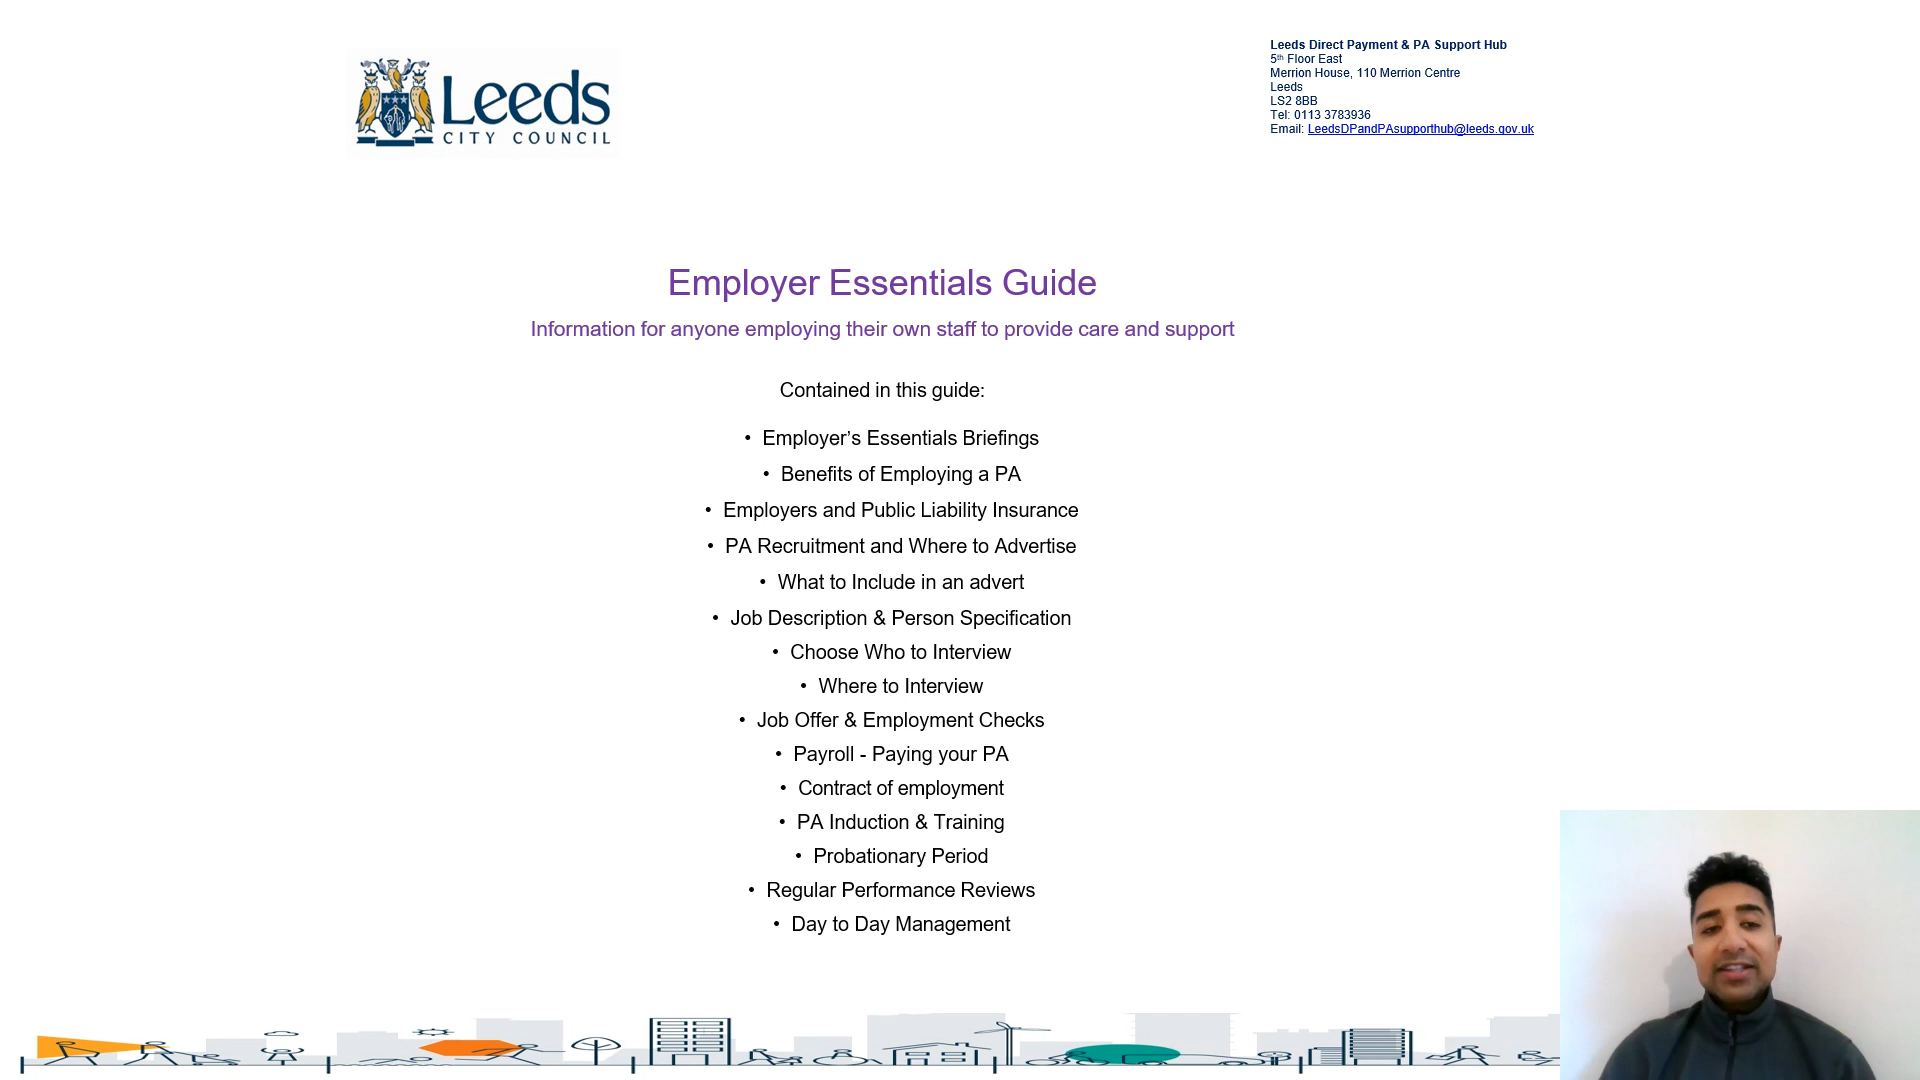 Leeds
CITY COUNCIL
Leeds Direct Payment & PA Support Hub
5th Floor East
Merrion House, 110 Merrion Centre
Leeds
LS2 8BB
Tel: 0113 3783936
Email: LeedsDPandPAsupporthub@leeds.gov.uk
Employer Essentials Guide
Information for anyone employing their own staff to provide care and support
Contained in this guide:
• Employer’s Essentials Briefings
• Benefits of Employing a PA
• Employers and Public Liability Insurance
• PA Recruitment and Where to Advertise
• What to Include in an advert
• Job Description & Person Specification
• Choose Who to Interview
• Where to Interview
• Job Offer & Employment Checks
• Payroll - Paying your PA
• Contract of employment
• PA Induction & Training
• Probationary Period
• Regular Performance Reviews
• Day to Day Management